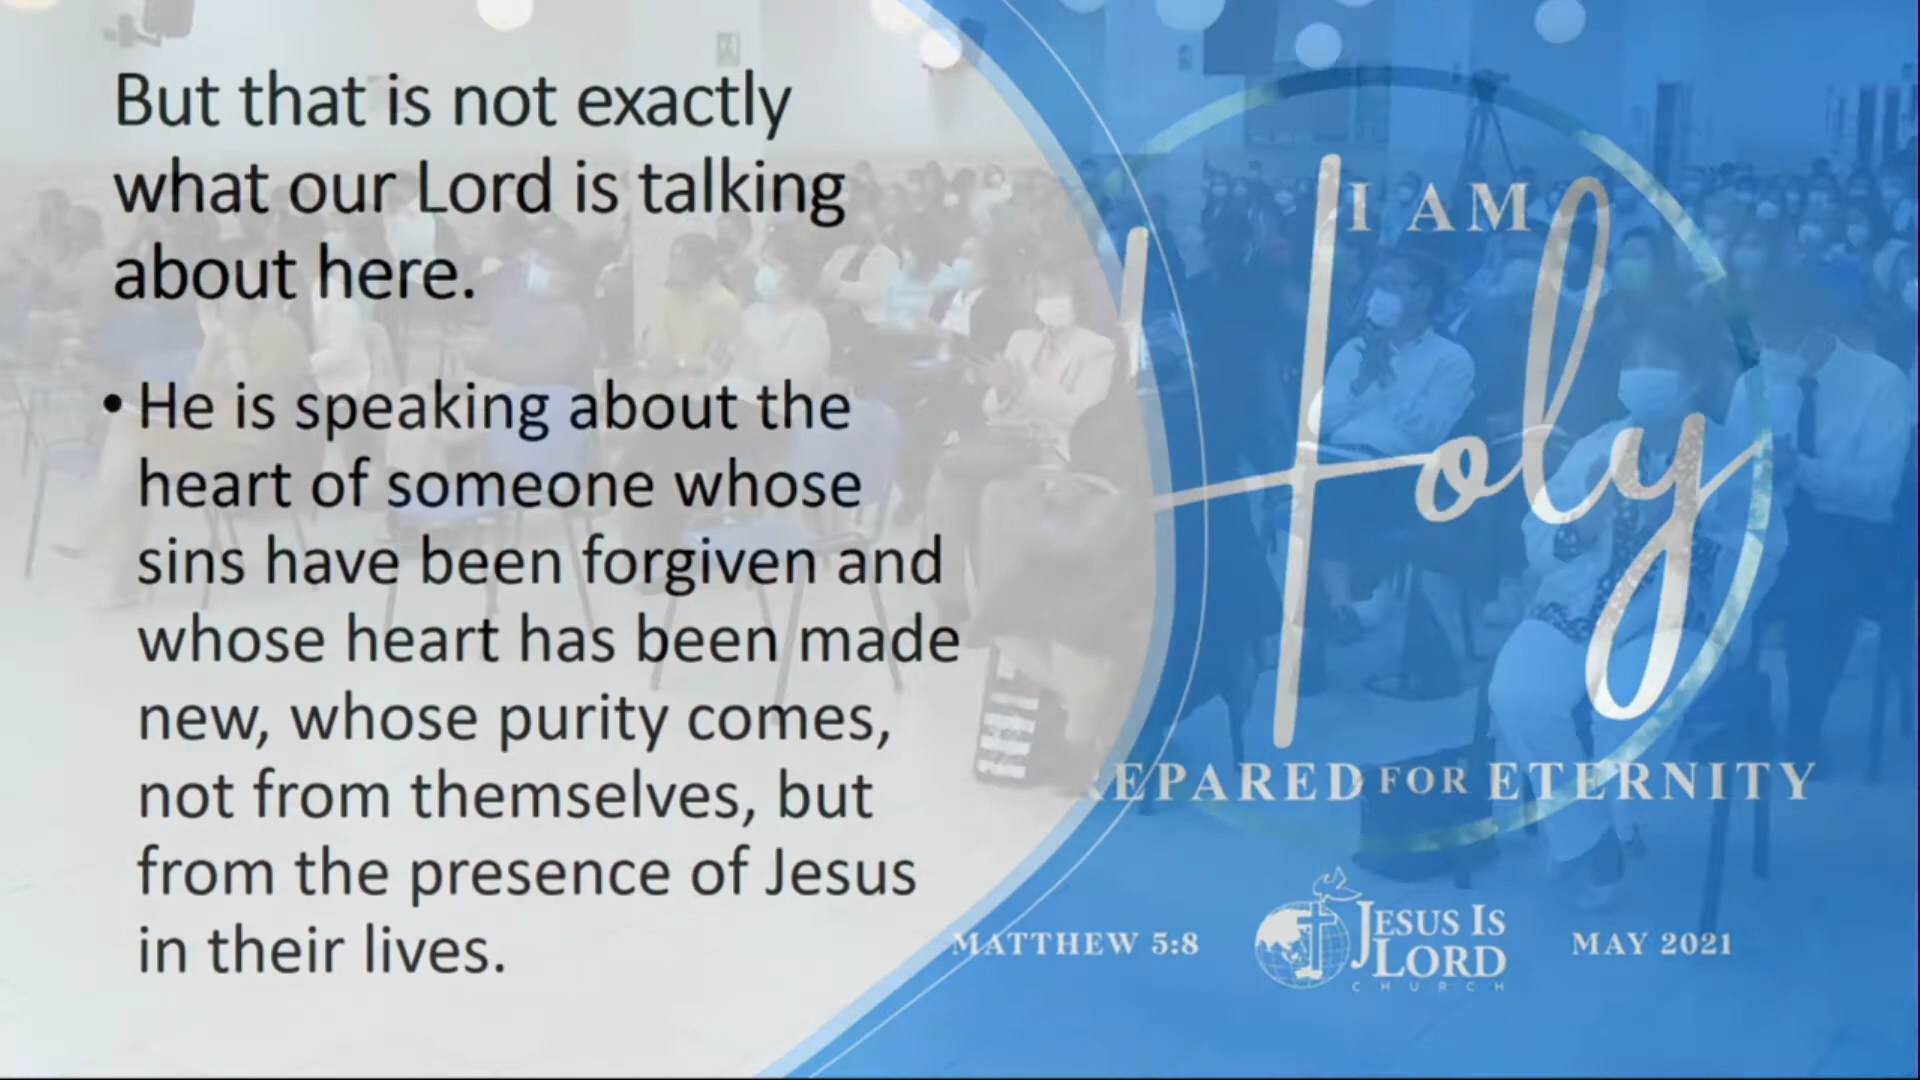 But that is not exactly
what our Lord is talking
about here.
• He is speaking about the
heart of someone whose
sins have been forgiven and
whose heart has been made
new, whose purity comes,
not from themselves, but
from the presence of Jesus
in their lives.
I AM
Holy
EPARED FOR ETERNITY
MATTHEW 5:8
JESUS IS
LORD
CHURCH
MAY 2021